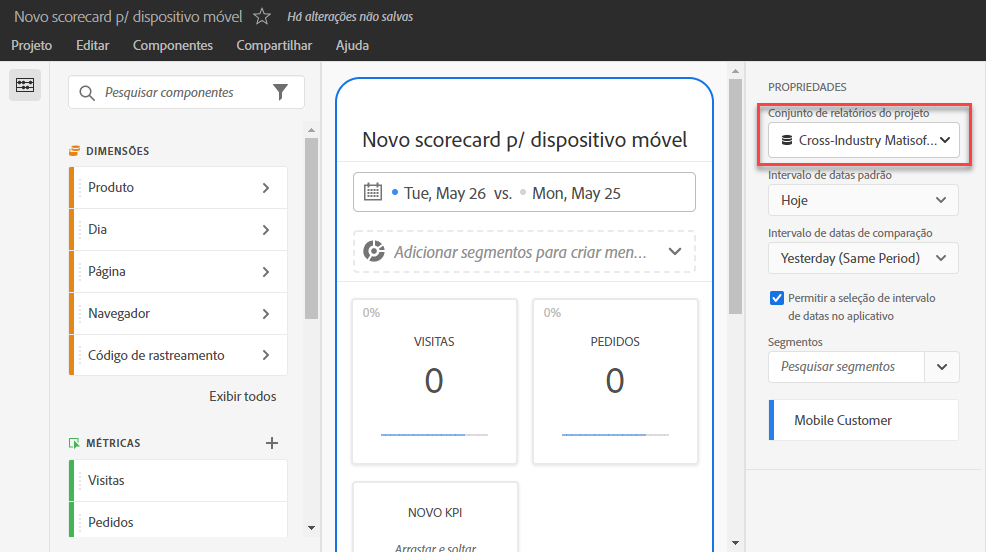 Novo scorecard p/ dispositivo móvel
Há alterações não salvas
Projeto
Editar
Componentes
Compartilhar
Ajuda
Pesquisar componentes
DIMENSÕES
Produto
Dia
Página
Navegador
Código de rastreamento
Exibir todos
MÉTRICAS
Visitas
Pedidos
Novo scorecard p/ dispositivo móvel
Tue, May 26 vs. Mon, May 25
Adicionar segmentos para criar men...
0%
VISITAS
0
0%
PEDIDOS
0
NOVO KPI
Arrastar e soltar
PROPRIEDADES
Conjunto de relatórios do projeto
Cross-Industry Matisof...
Intervalo de datas padrão
Hoje
Intervalo de datas de comparação
Yesterday (Same Period)
Permitir a seleção de intervalo
de datas no aplicativo
Segmentos
Pesquisar segmentos
Mobile Customer